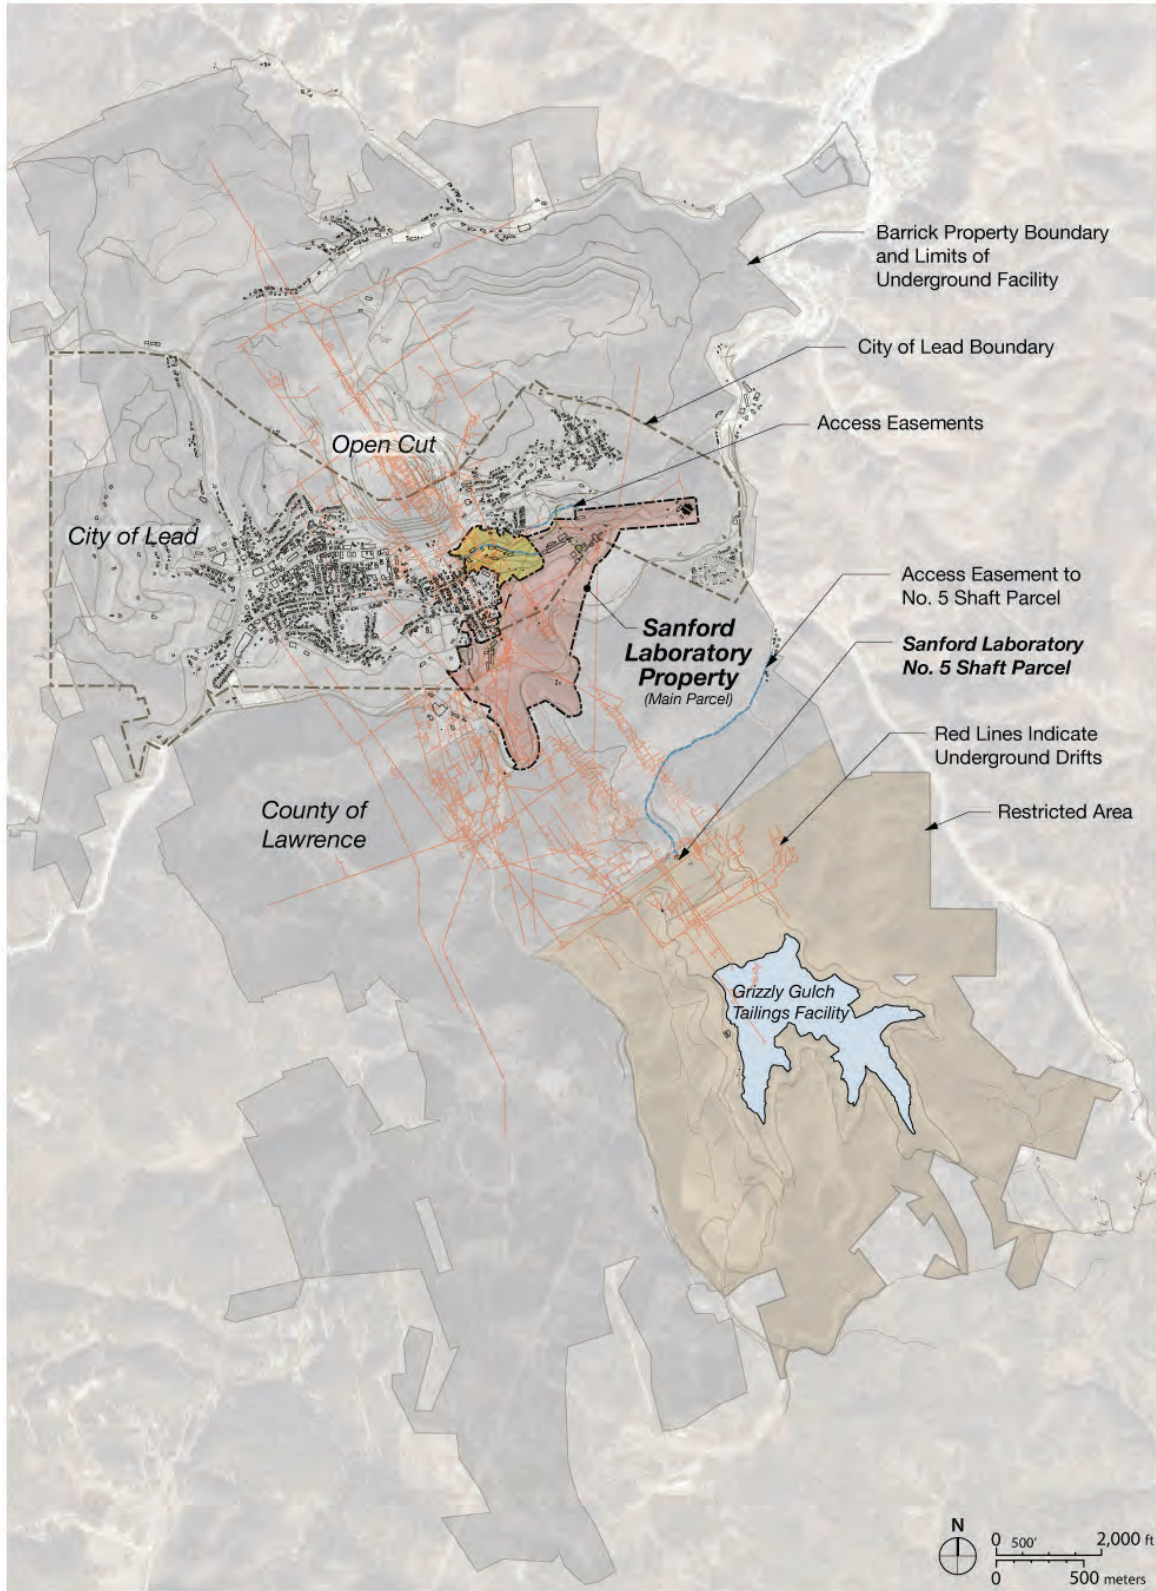 Barrick Property Boundary
and Limits of
Underground Facility
City of Lead Boundary
Access Easements
Open Cut
City of Lead
Access Easement to
No. 5 Shaft Parcel
Sanford
Laboratory
Property
(Main Parcel)
Sanford Laboratory
No. 5 Shaft Parcel
Red Lines Indicate
Underground Drifts
County of
Lawrence
Restricted Area
Grizzly Gulch
Tailings Facility
N
0 500' 2,000 ft
0 500 meters